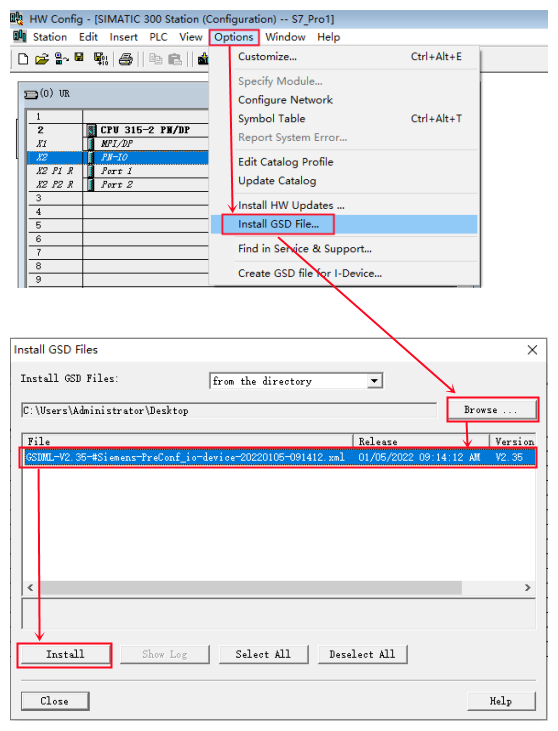 HW Config - [SIMATIC 300 Station (Configuration) -- S7_Pro1]
Station Edit Insert PLC View Options Window Help
Customize... Ctrl+Alt+E
Specify Module...
Configure Network
Symbol Table Ctrl+Alt+T
Report System Error...
Edit Catalog Profile
Update Catalog
Install HW Updates ...
Install GSD File...
Find in Service & Support...
Create GSD file for I-Device...
(0) UR
1
2 CPU 315-2 PN/DP
X1 MPI/DP
X2 PN-IO
X2 P1 R Port 1
X2 P2 R Port 2
3
4
5
6
7
8
9
Install GSD Files
Install GSD Files: from the directory
C:\Users\Administrator\Desktop Browse ...
File Release Version
GSDML-V2.35-#Siemens-PreConf_io-device-20220105-091412.xml 01/05/2022 09:14:12 AM V2.35
Install Show Log Select All Deselect All
Close Help